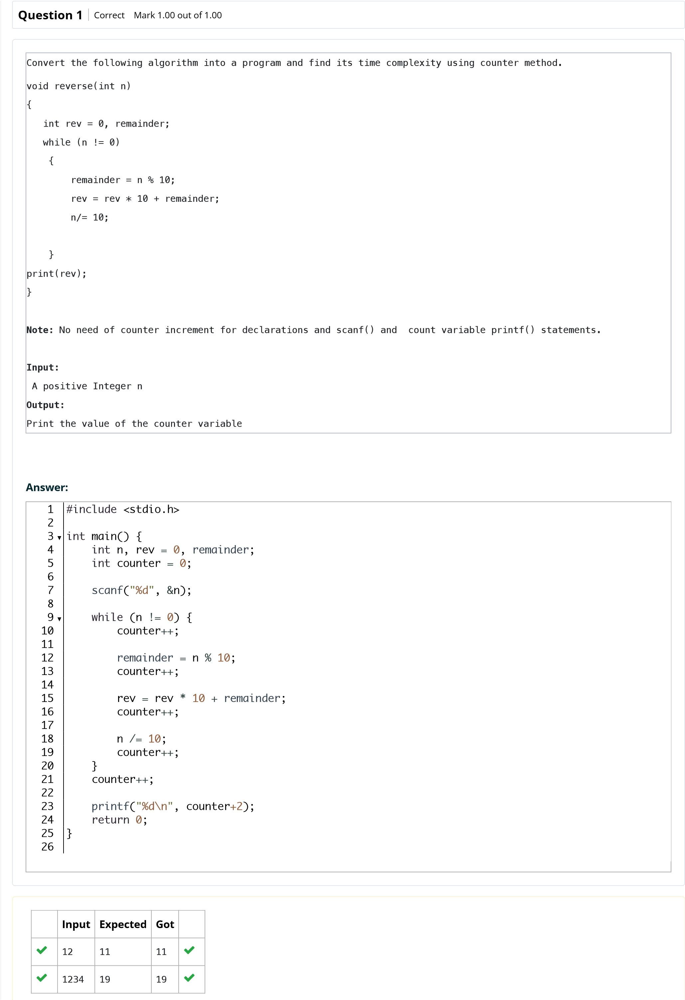 Question 1 Correct Mark 1.00 out of 1.00
Convert the following algorithm into a program and find its time complexity using counter method.
void reverse(int n)
{
   int rev = 0, remainder;
   while (n != 0)
    {
        remainder = n % 10;
        rev = rev * 10 + remainder;
        n/= 10;
    }
print(rev);
}
Note: No need of counter increment for declarations and scanf() and  count variable printf() statements.
Input:
 A positive Integer n
Output:
Print the value of the counter variable
Answer:
1 #include <stdio.h>
2
3 int main() {
4     int n, rev = 0, remainder;
5     int counter = 0;
6
7     scanf("%d", &n);
8
9     while (n != 0) {
10         counter++;
11
12         remainder = n % 10;
13         counter++;
14
15         rev = rev * 10 + remainder;
16         counter++;
17
18         n /= 10;
19         counter++;
20     }
21     counter++;
22
23     printf("%d\n", counter+2);
24     return 0;
25 }
26
Input Expected Got
12 11 11
1234 19 19